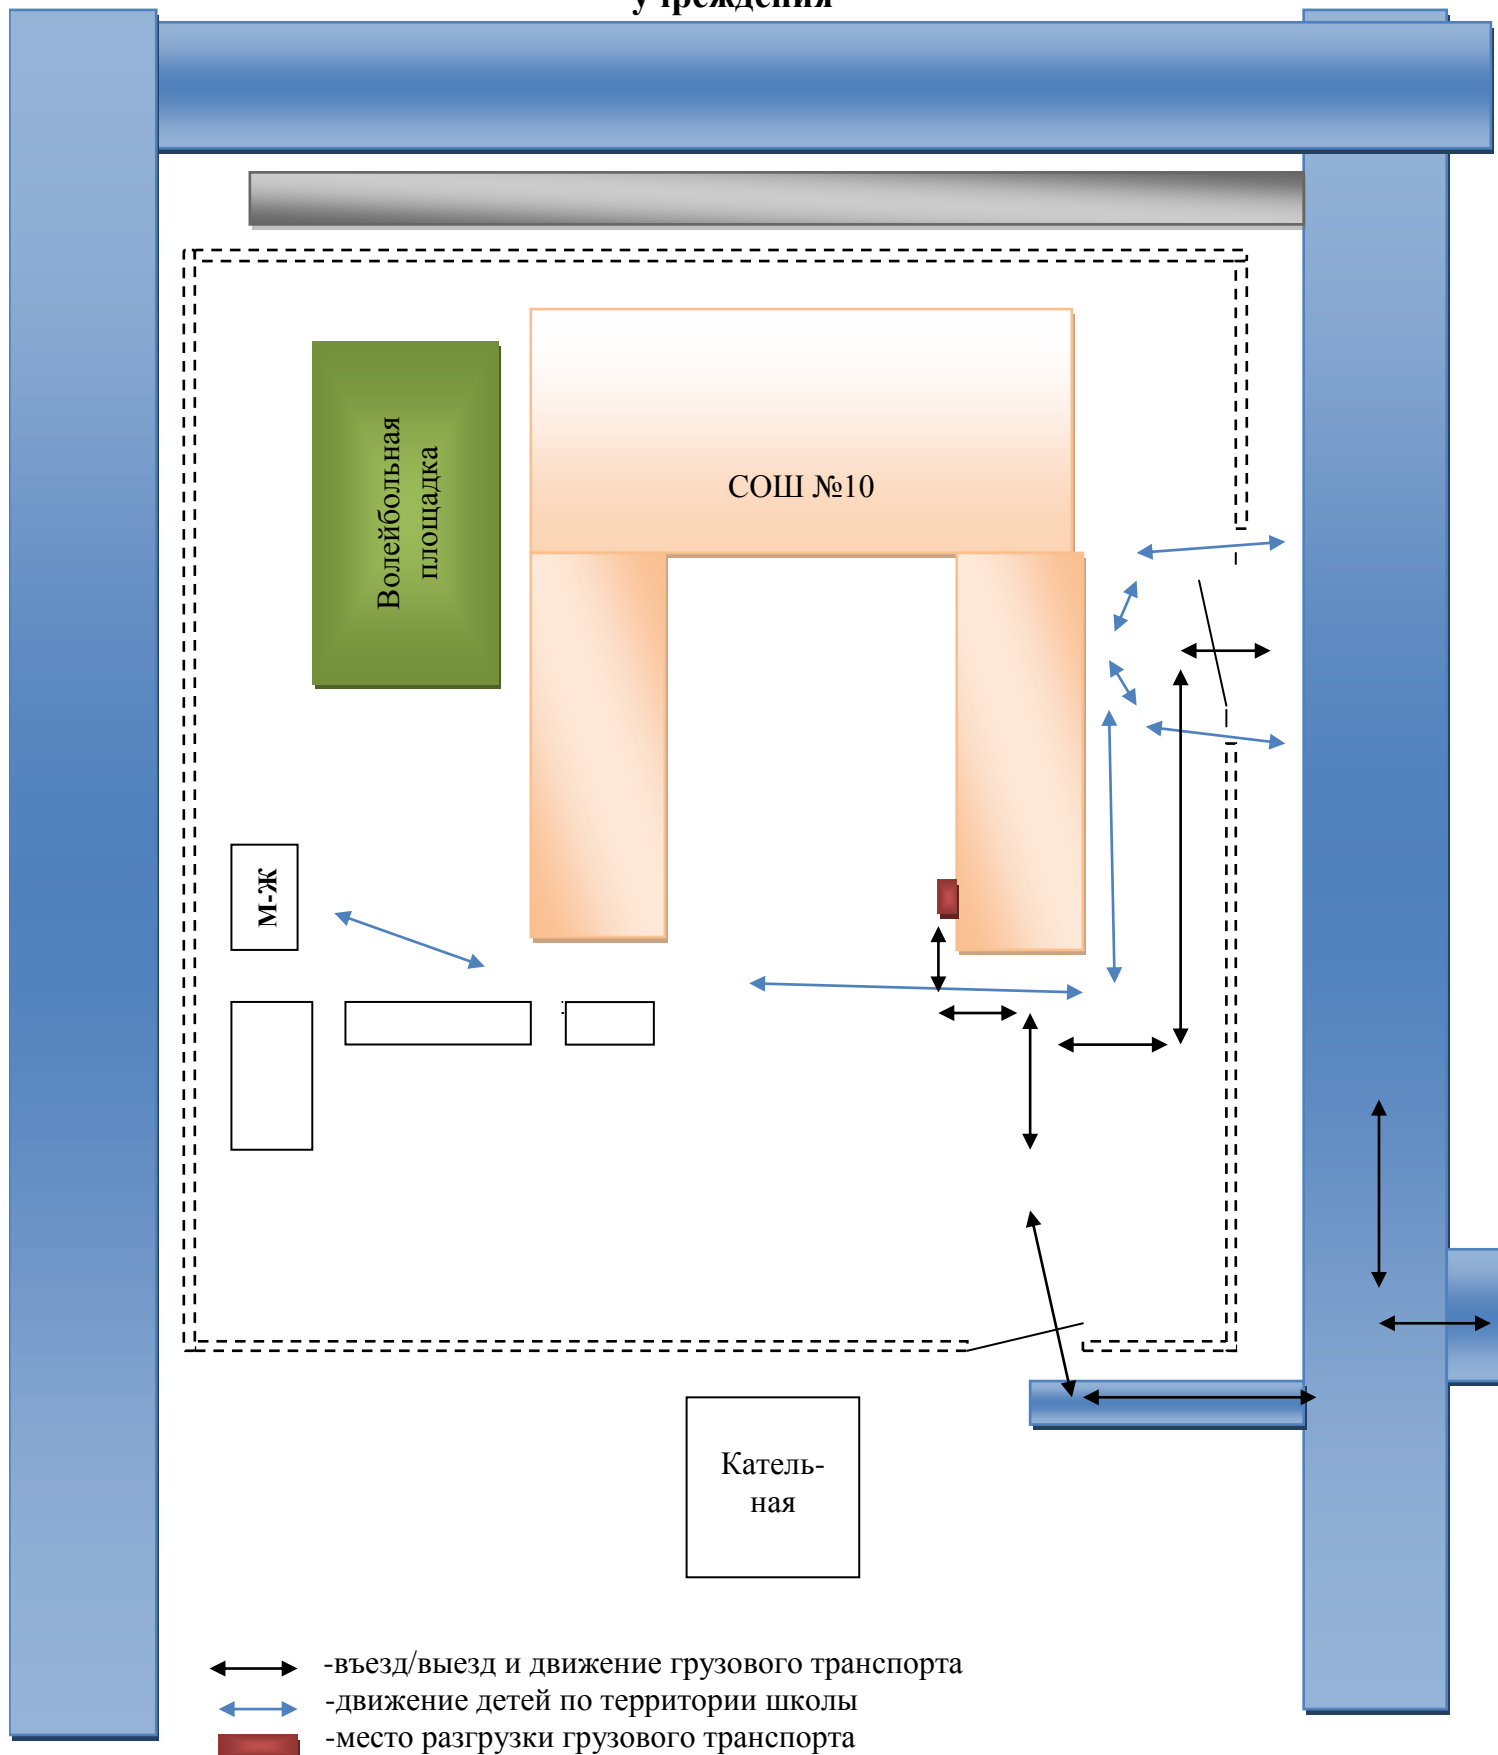 учреждения
СОШ №10
Волейбольная
площадка
М-Ж
Катель-
ная
-въезд/выезд и движение грузового транспорта
-движение детей по территории школы
-место разгрузки грузового транспорта